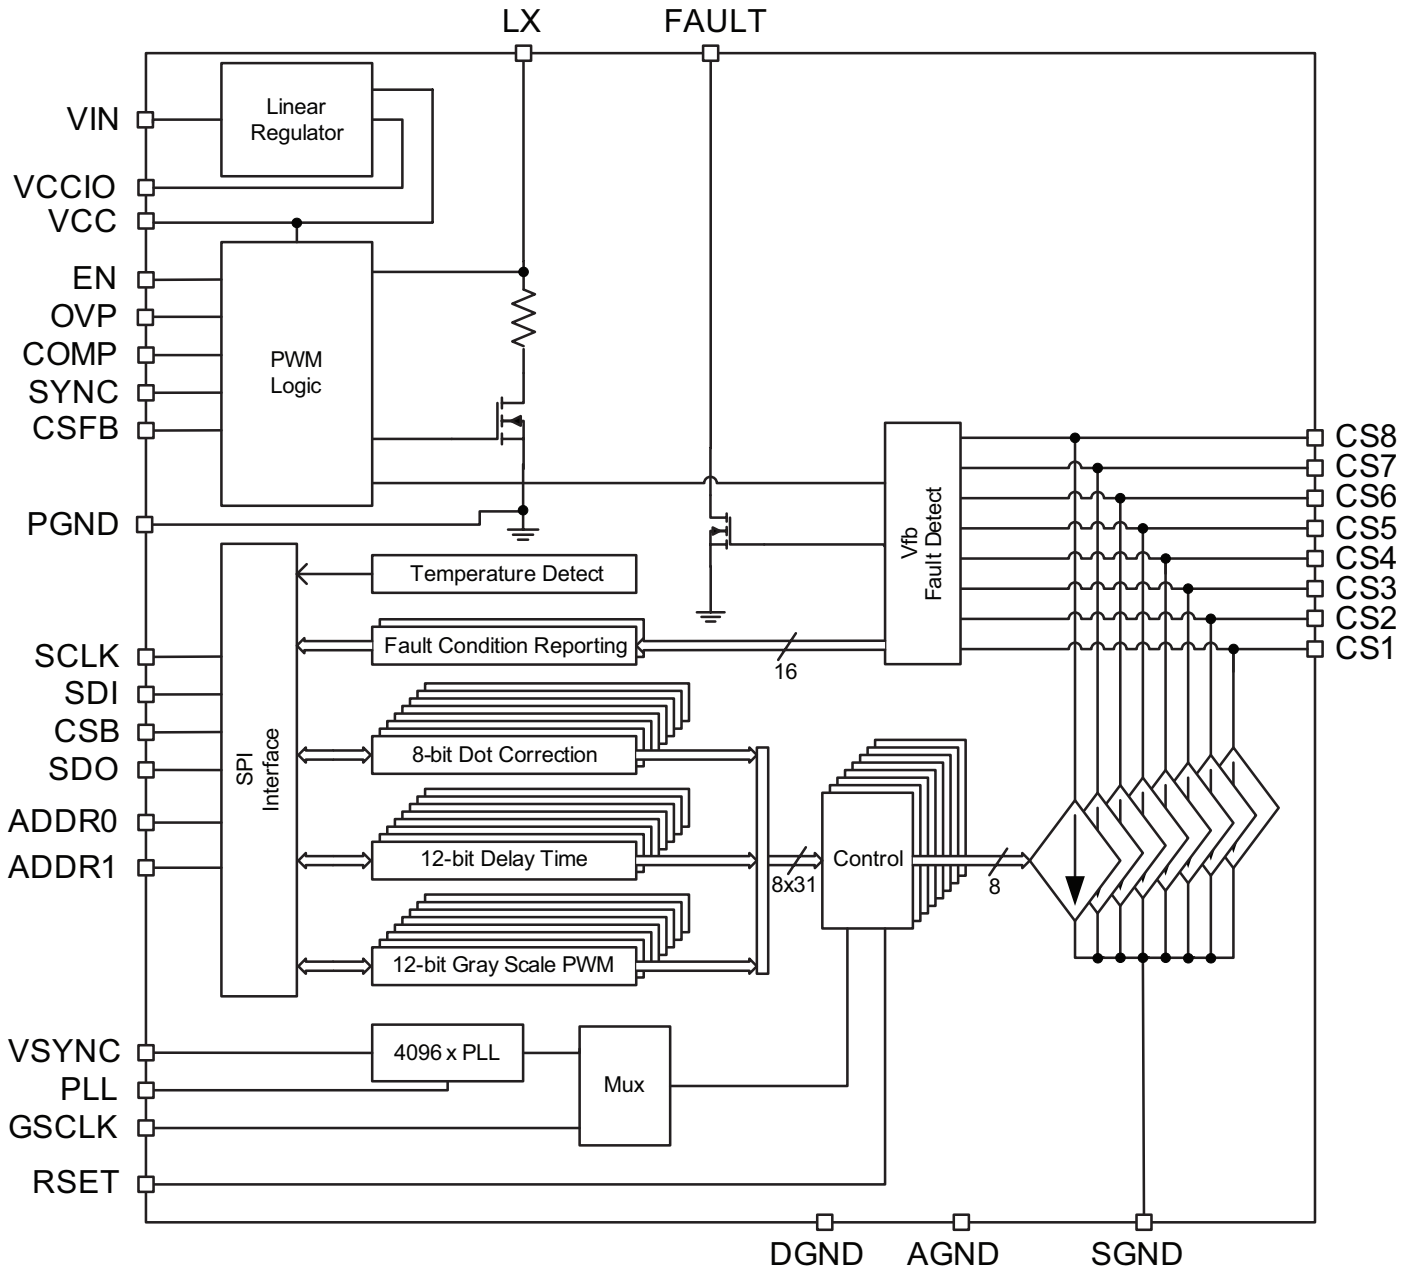 LX
FAULT
VIN
Linear
Regulator
VCCIO
VCC
EN
OVP
COMP
SYNC
CSFB
PWM
Logic
PGND
Vfb
Fault Detect
CS8
CS7
CS6
CS5
CS4
CS3
CS2
CS1
Temperature Detect
Fault Condition Reporting
16
SCLK
SDI
CSB
SDO
ADDR0
ADDR1
SPI
Interface
8-bit Dot Correction
12-bit Delay Time
12-bit Gray Scale PWM
8x31
Control
8
VSYNC
PLL
GSCLK
RSET
4096 x PLL
Mux
DGND
AGND
SGND